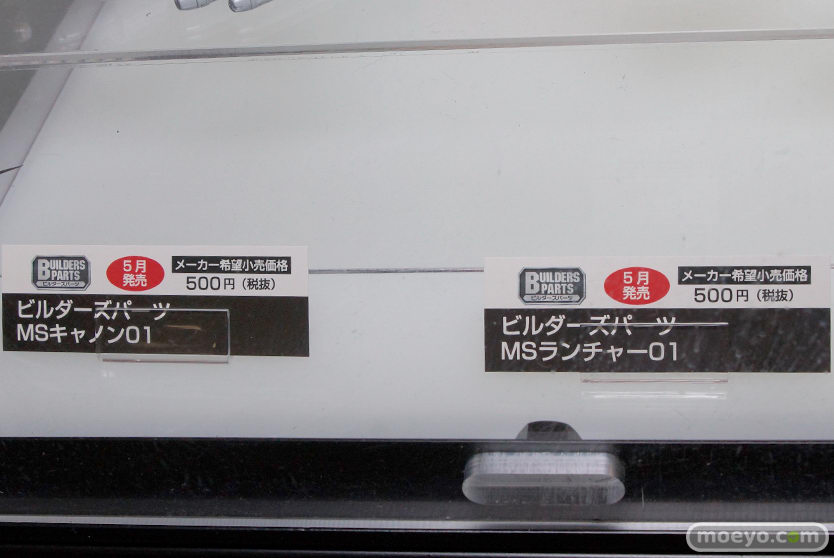 BUILDERS
PARTS
ビルダーズパーツ
5月
発売
メーカー希望小売価格
500円（税抜）
ビルダーズパーツ
MSキャノン01
BUILDERS
PARTS
ビルダーズパーツ
5月
発売
メーカー希望小売価格
500円（税抜）
ビルダーズパーツ
MSランチャー01
moeyo.com